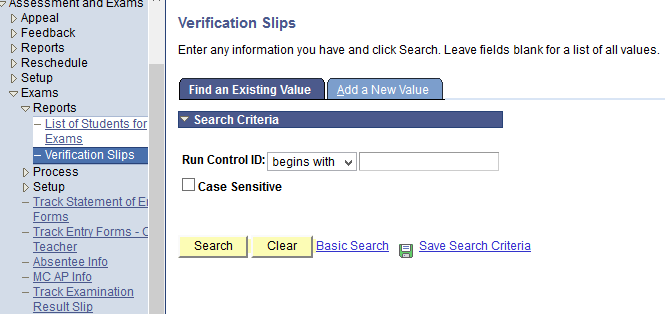 Assessment and Exams
Appeal
Feedback
Reports
Reschedule
Setup
Exams
Reports
List of Students for
Exams
Verification Slips
Process
Setup
Track Statement of E
Forms
Track Entry Forms - C
Teacher
Absentee Info
MC AP Info
Track Examination
Result Slip
Verification Slips
Enter any information you have and click Search. Leave fields blank for a list of all values.
Find an Existing Value
Add a New Value
Search Criteria
Run Control ID: begins with
Case Sensitive
Search Clear Basic Search Save Search Criteria